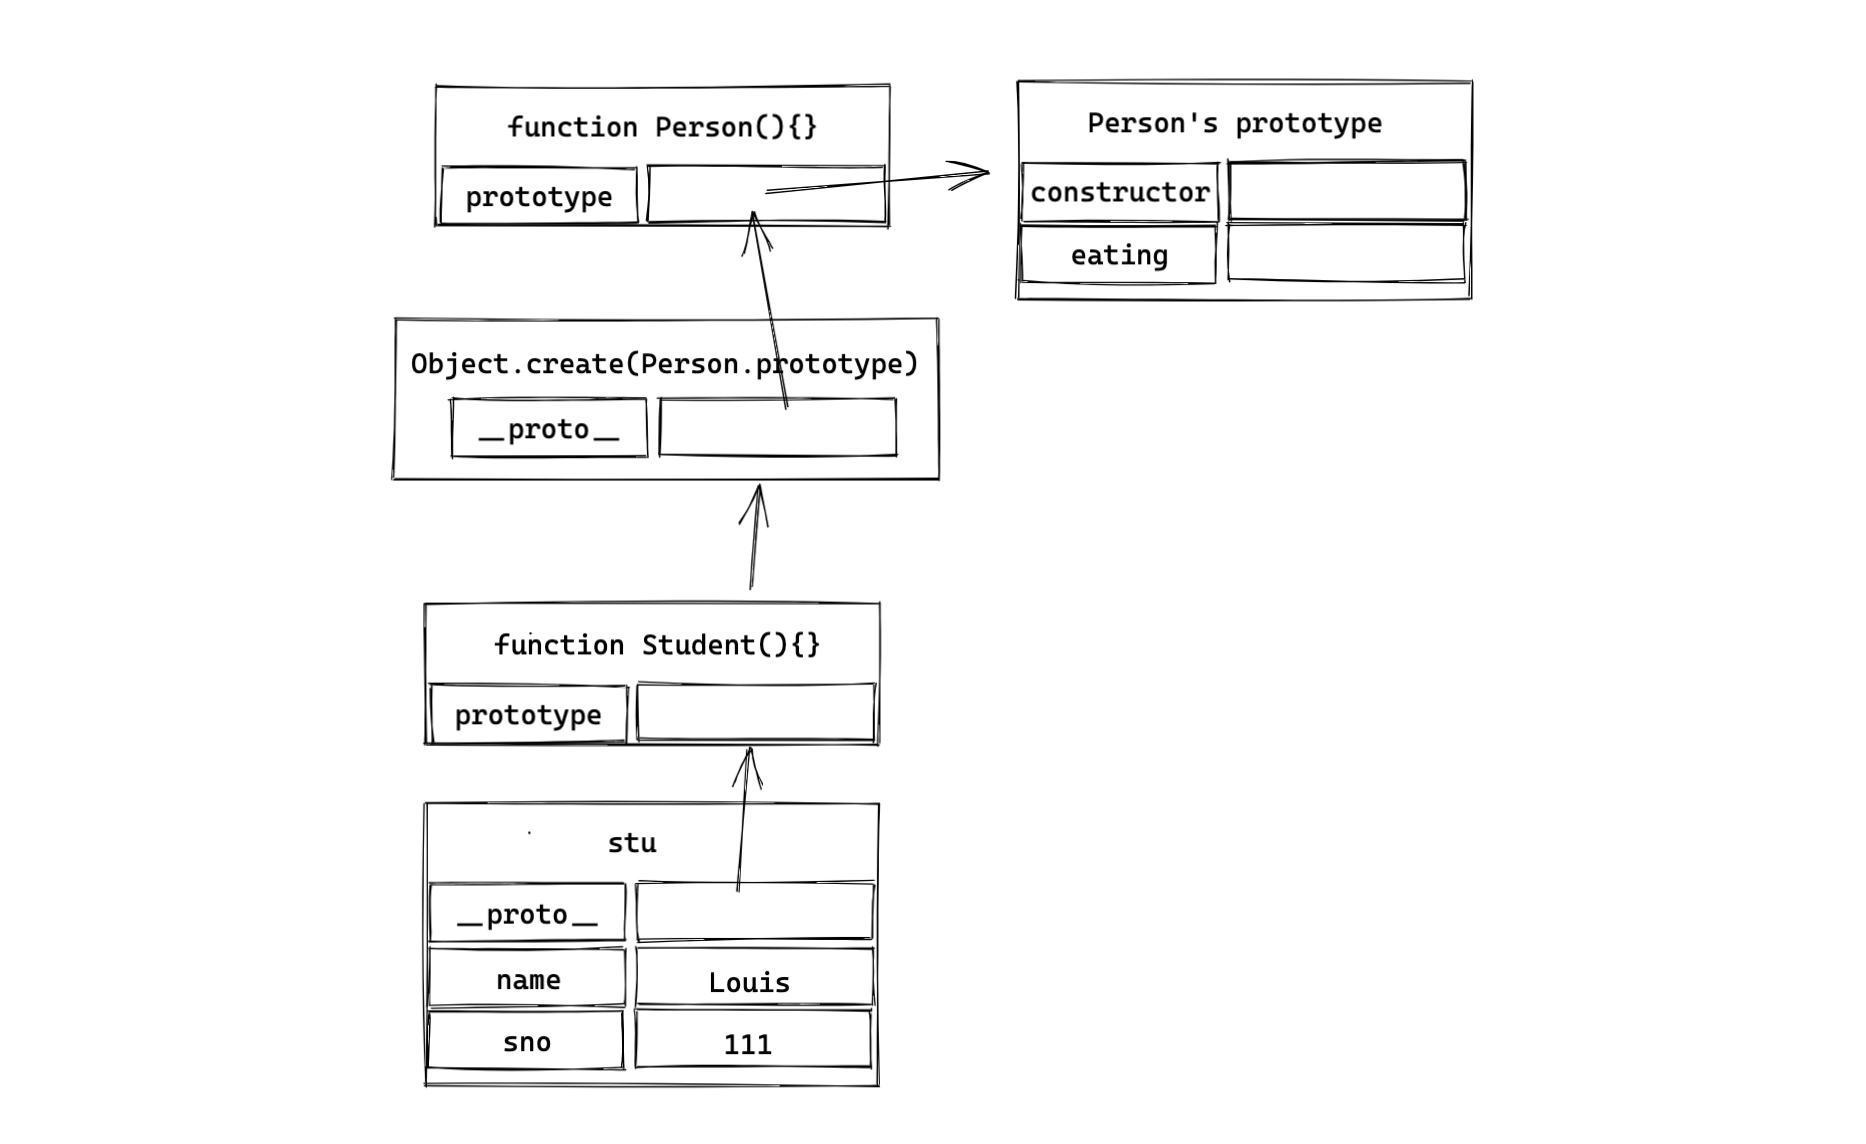 function Person(){}
prototype
Person's prototype
constructor
eating
Object.create(Person.prototype)
__proto__
function Student(){}
prototype
stu
__proto__
name Louis
sno 111